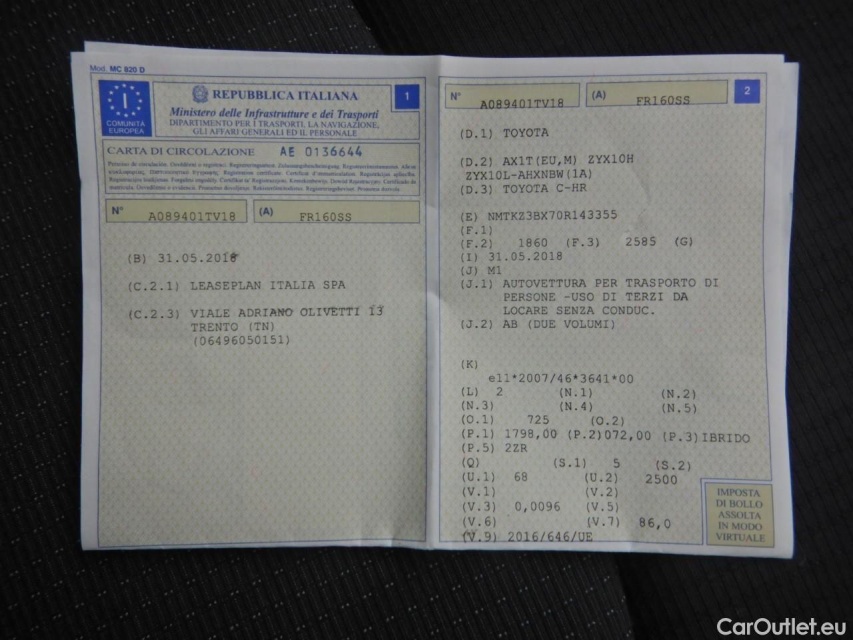 Mod. MC 820 D
I
COMUNITÀ
EUROPEA
REPUBBLICA ITALIANA
1
Ministero delle Infrastrutture e dei Trasporti
DIPARTIMENTO PER I TRASPORTI, LA NAVIGAZIONE,
GLI AFFARI GENERALI ED IL PERSONALE
CARTA DI CIRCOLAZIONE AE 0136644
N° A089401TV18 (A) FR160SS
(B) 31.05.2018
(C.2.1) LEASEPLAN ITALIA SPA
(C.2.3) VIALE ADRIANO OLIVETTI 13
TRENTO (TN)
(06496050151)
N° A089401TV18 (A) FR160SS
2
(D.1) TOYOTA
(D.2) AX1T(EU,M) ZYX10H
ZYX10L-AHXNBW(1A)
(D.3) TOYOTA C-HR
(E) NMTKZ3BX70R143355
(F.1)
(F.2) 1860 (F.3) 2585 (G)
(I) 31.05.2018
(J) M1
(J.1) AUTOVETTURA PER TRASPORTO DI
PERSONE -USO DI TERZI DA
LOCARE SENZA CONDUC.
(J.2) AB (DUE VOLUMI)
(K)
e11*2007/46*3641*00
(L) 2 (N.1) (N.2)
(N.3) (N.4) (N.5)
(O.1) 725 (O.2)
(P.1) 1798,00 (P.2)072,00 (P.3)IBRIDO
(P.5) 2ZR
(Q) (S.1) 5 (S.2)
(U.1) 68 (U.2) 2500
(V.1) (V.2)
(V.3) 0,0096 (V.5)
(V.6) (V.7) 86,0
(V.9) 2016/646/UE
IMPOSTA
DI BOLLO
ASSOLTA
IN MODO
VIRTUALE
CarOutlet.eu